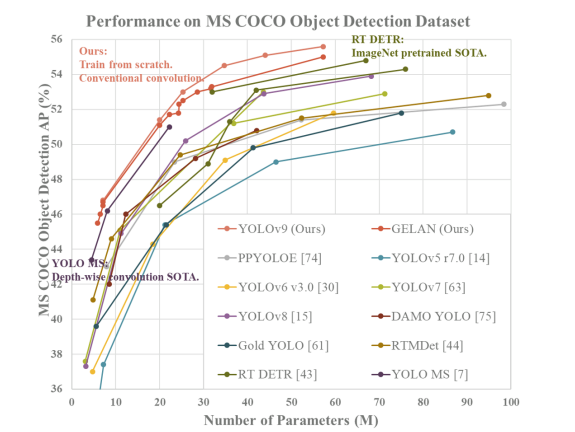 Performance on MS COCO Object Detection Dataset
56
54
52
50
48
46
44
42
40
38
36
MS COCO Object Detection AP (%)
Ours:
Train from scratch.
Conventional convolution.
RT DETR:
ImageNet pretrained SOTA.
YOLO MS:
Depth-wise convolution SOTA.
YOLOv9 (Ours)
GELAN (Ours)
PPYOLOE [74]
YOLOv5 r7.0 [14]
YOLOv6 v3.0 [30]
YOLOv7 [63]
YOLOv8 [15]
DAMO YOLO [75]
Gold YOLO [61]
RTMDet [44]
RT DETR [43]
YOLO MS [7]
0 10 20 30 40 50 60 70 80 90 100
Number of Parameters (M)